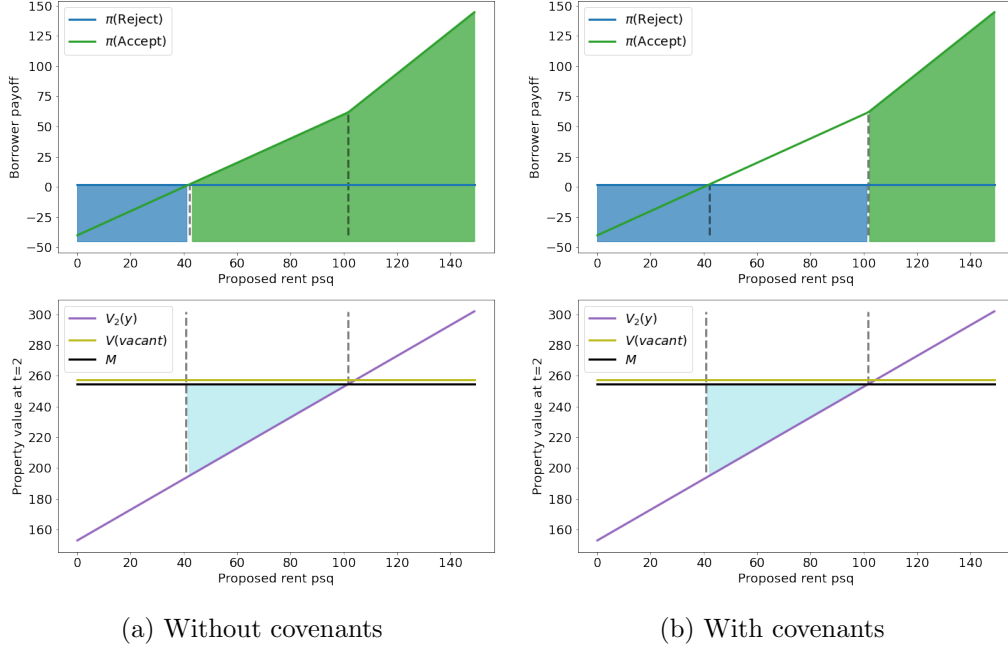 π(Reject)
π(Accept)
Borrower payoff
150
125
100
75
50
25
0
−25
−50
0 20 40 60 80 100 120 140
Proposed rent psq
V₂(y)
V(vacant)
M
Property value at t=2
300
280
260
240
220
200
180
160
0 20 40 60 80 100 120 140
Proposed rent psq
(a) Without covenants
π(Reject)
π(Accept)
Borrower payoff
150
125
100
75
50
25
0
−25
−50
0 20 40 60 80 100 120 140
Proposed rent psq
V₂(y)
V(vacant)
M
Property value at t=2
300
280
260
240
220
200
180
160
0 20 40 60 80 100 120 140
Proposed rent psq
(b) With covenants